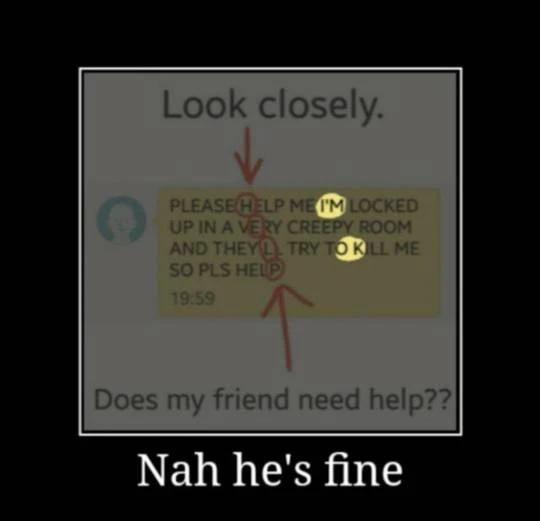 Look closely.
PLEASE HELP ME I'M LOCKED
UP IN A VERY CREEPY ROOM
AND THEY'LL TRY TO KILL ME
SO PLS HELP
19:59
Does my friend need help??
Nah he's fine